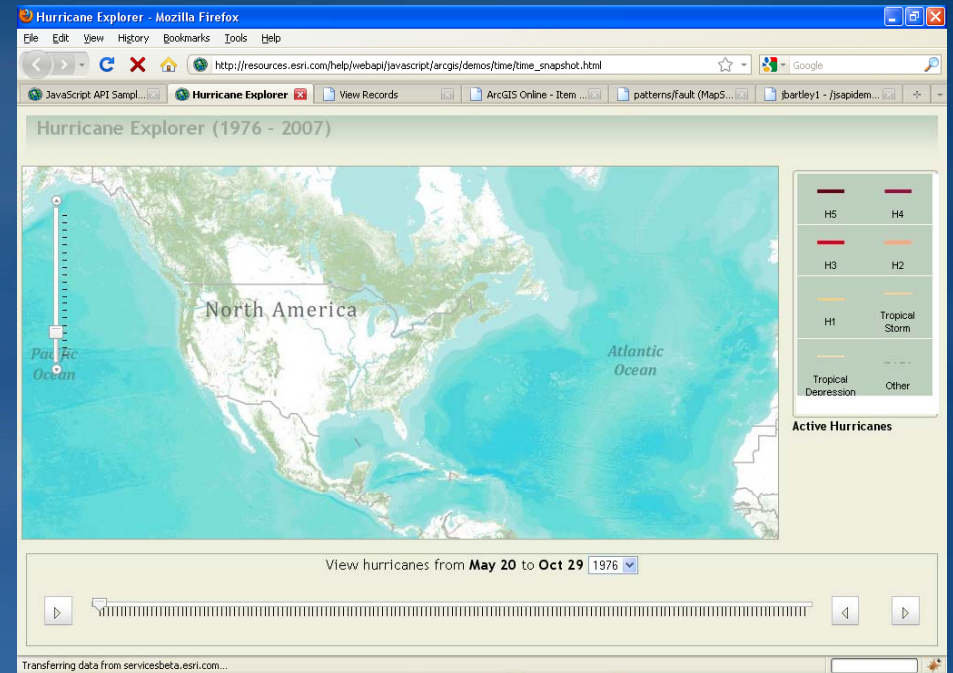 Hurricane Explorer - Mozilla Firefox
File Edit View History Bookmarks Tools Help
http://resources.esri.com/help/webapi/javascript/arcgis/demos/time/time_snapshot.html
Google
JavaScript API Sampl...
Hurricane Explorer
View Records
ArcGIS Online - Item ...
patterns/fault (MapS...
jbartley1 - /jsapidem...
Hurricane Explorer (1976 - 2007)
North America
Pacific
Ocean
Atlantic
Ocean
H5 H4
H3 H2
H1 Tropical
Storm
Tropical
Depression
Other
Active Hurricanes
View hurricanes from May 20 to Oct 29 1976
Transferring data from servicesbeta.esri.com...